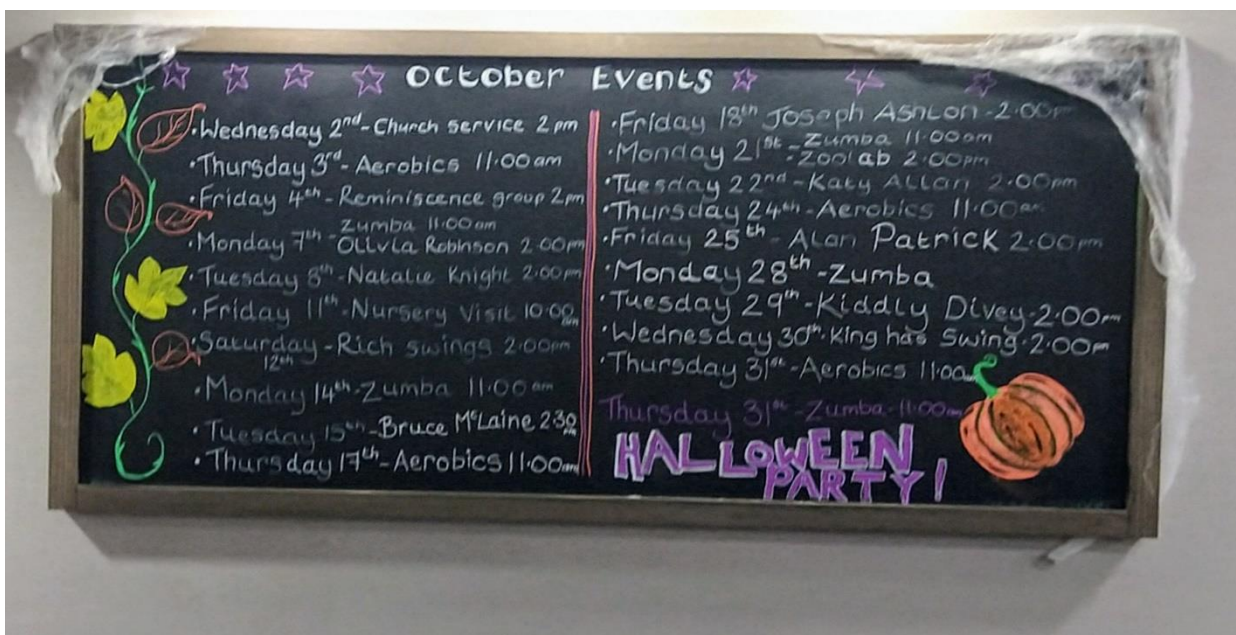 October Events
·Wednesday 2nd - Church service 2 pm
·Thursday 3rd - Aerobics 11.00am
·Friday 4th - Reminiscence group 2pm
Zumba 11.00am
·Monday 7th - Olivia Robinson 2.00pm
·Tuesday 8th - Natalie Knight 2.00pm
·Friday 11th - Nursery Visit 10.00am
·Saturday - Rich swings 2.00pm
12th
·Monday 14th - Zumba 11.00am
·Tuesday 15th - Bruce McLaine 2.30pm
·Thursday 17th - Aerobics 11.00am
·Friday 18th Joseph Ashton - 2.00p
- Zumba 11.00am
·Monday 21st - Zoolab 2.00pm
·Tuesday 22nd - Katy Allan 2.00pm
·Thursday 24th - Aerobics 11.00am
·Friday 25th - Alan Patrick 2.00pm
·Monday 28th - Zumba
·Tuesday 29th - Kiddly Divey - 2.00pm
·Wednesday 30th · King has Swing · 2.00pm
·Thursday 31st - Aerobics 11.00a
Thursday 31st - Zumba - 11.00am
HALLOWEEN
PARTY!